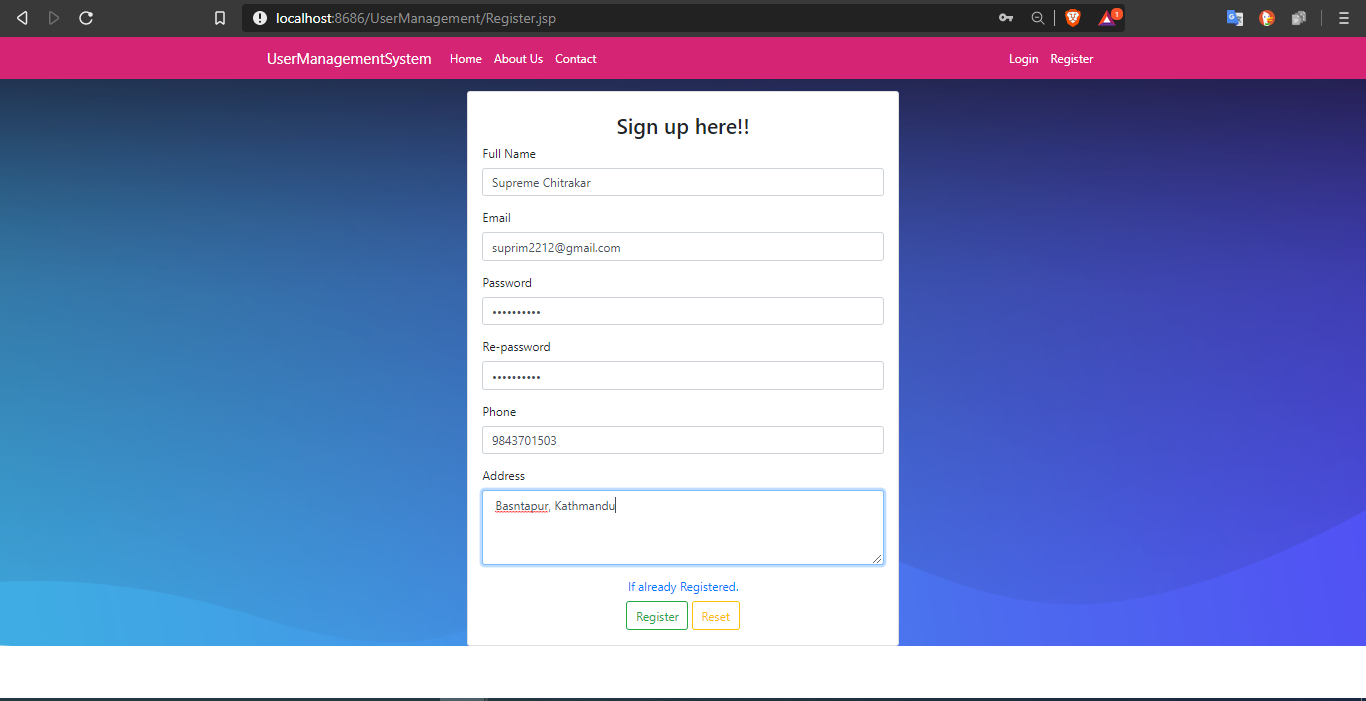 localhost:8686/UserManagement/Register.jsp
1
UserManagementSystem Home About Us Contact Login Register
Sign up here!!
Full Name
Supreme Chitrakar
Email
suprim2212@gmail.com
Password
••••••••••
Re-password
••••••••••
Phone
9843701503
Address
Basntapur, Kathmandu
If already Registered.
Register Reset